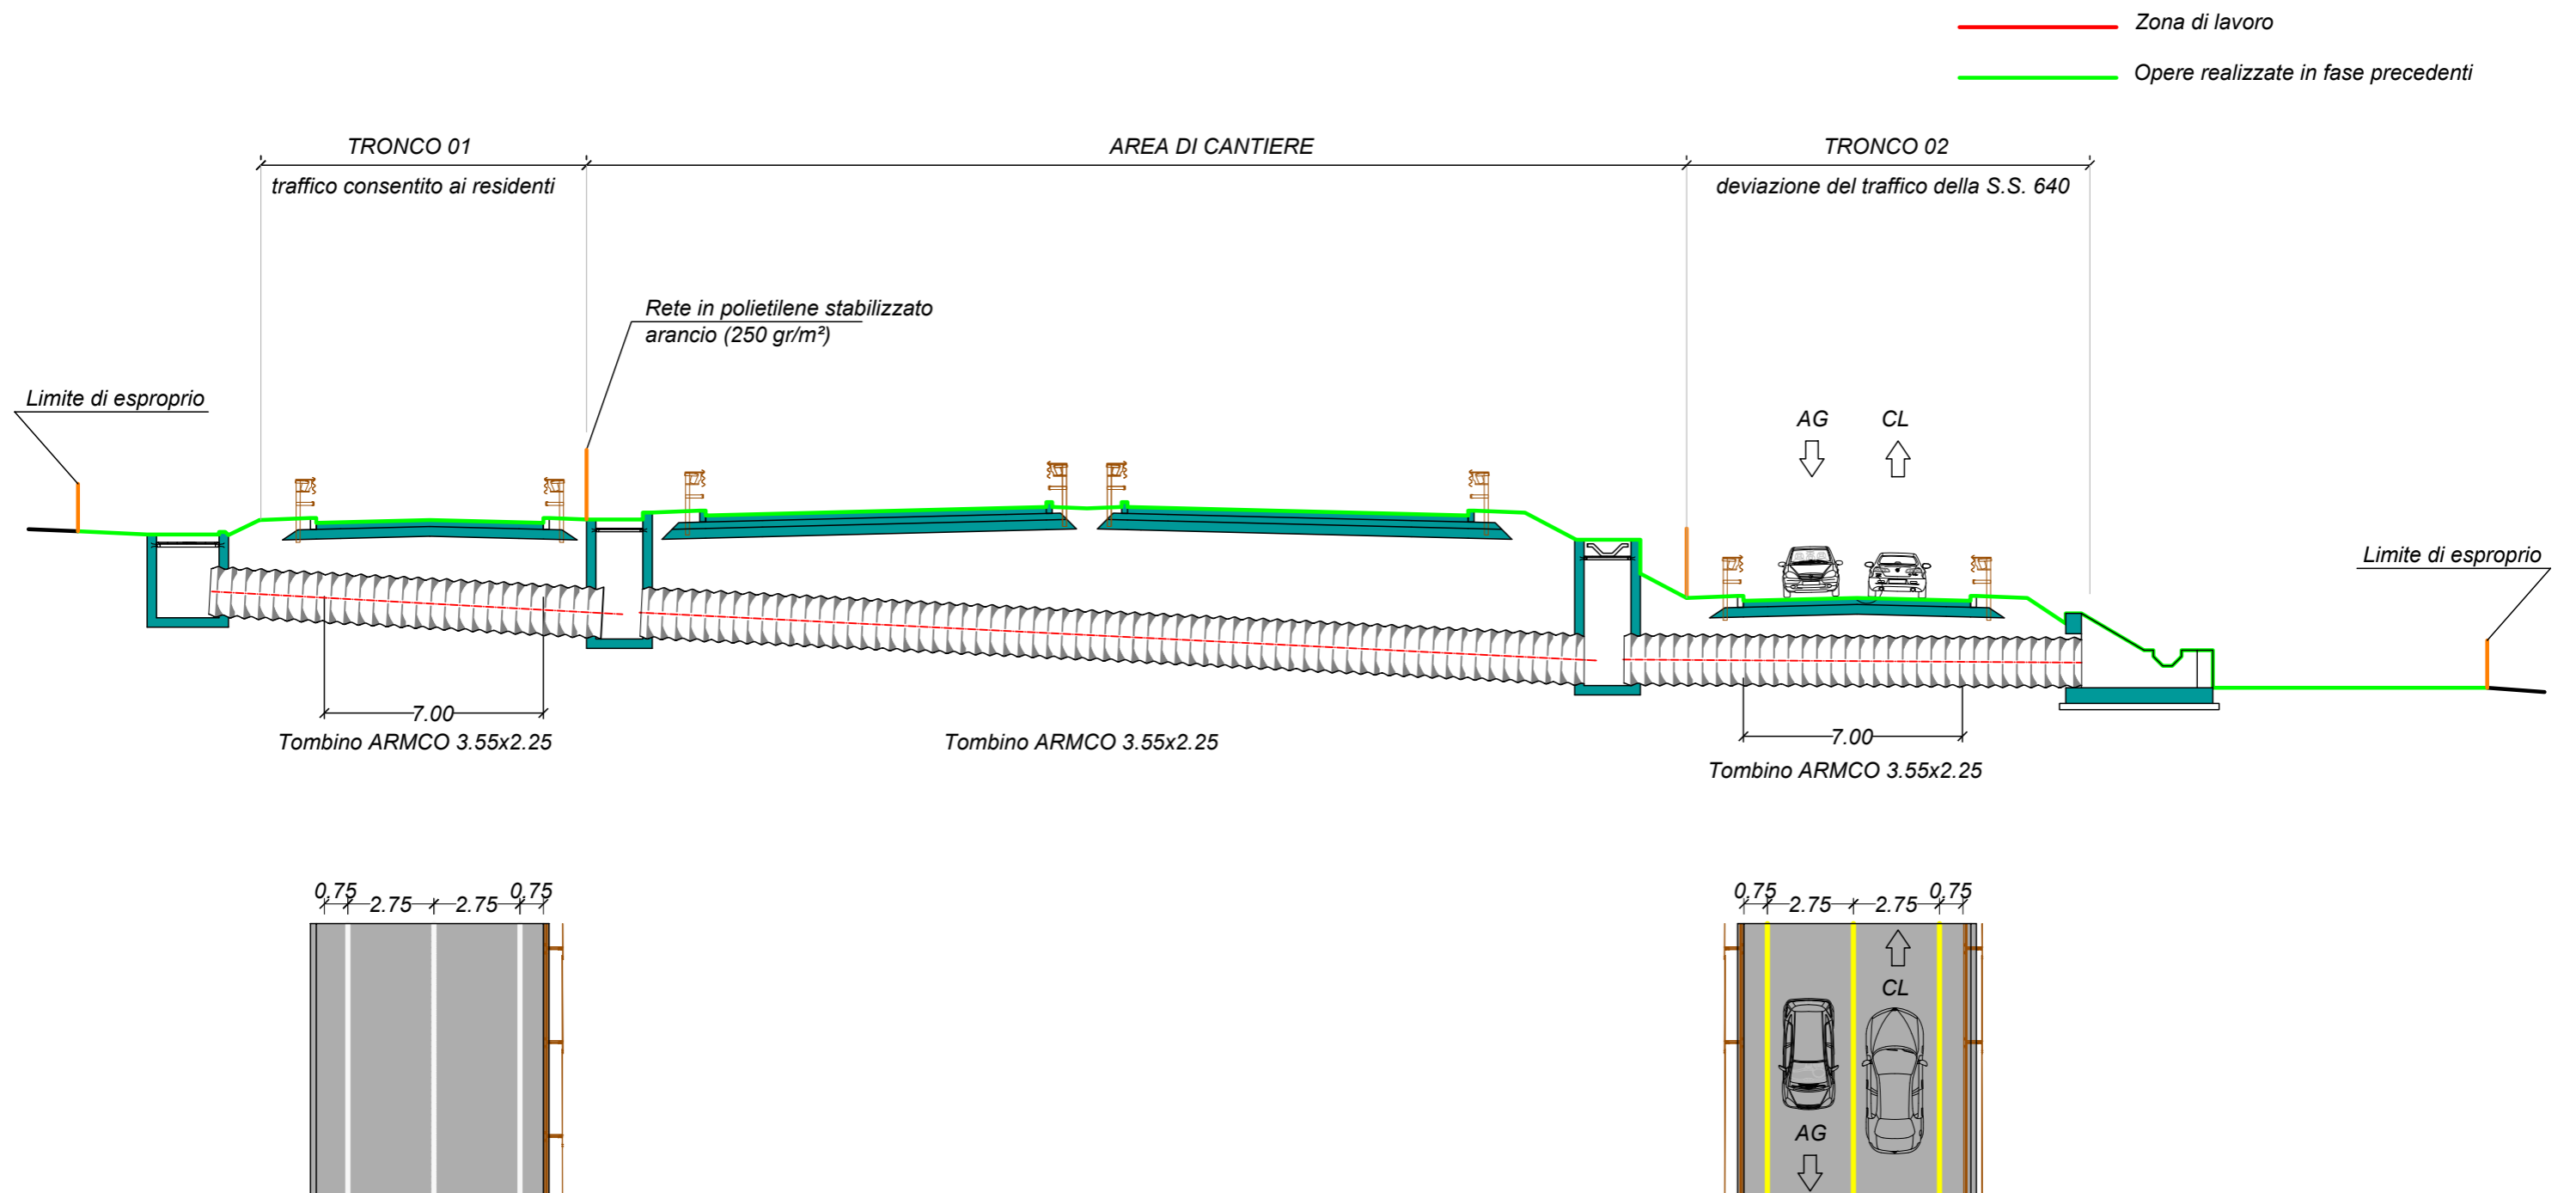 Zona di lavoro
Opere realizzate in fase precedenti
TRONCO 01
AREA DI CANTIERE
TRONCO 02
traffico consentito ai residenti
deviazione del traffico della S.S. 640
Rete in polietilene stabilizzato
arancio (250 gr/m²)
Limite di esproprio
AG
CL
Limite di esproprio
7.00
Tombino ARMCO 3.55x2.25
Tombino ARMCO 3.55x2.25
7.00
Tombino ARMCO 3.55x2.25
0.75
2.75
2.75
0.75
0.75
2.75
2.75
0.75
CL
AG